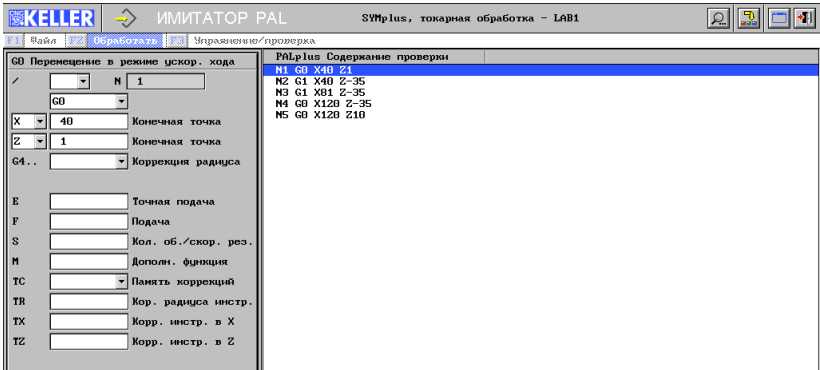 KELLER ИМИТАТОР PAL SYMplus, токарная обработка - LAB1
F1 Файл F2 Обработать F3 Упражнение/проверка
G0 Перемещение в режиме ускор. хода
PALplus Содержание проверки
/ N 1
N1 G0 X40 Z1
N2 G1 X40 Z-35
N3 G1 X81 Z-35
N4 G0 X120 Z-35
N5 G0 X120 Z10
G0
X 40 Конечная точка
Z 1 Конечная точка
G4.. Коррекция радиуса
E Точная подача
F Подача
S Кол. об./скор. рез.
M Дополн. функция
TC Память коррекций
TR Кор. радиуса инстр.
TX Корр. инстр. в X
TZ Корр. инстр. в Z